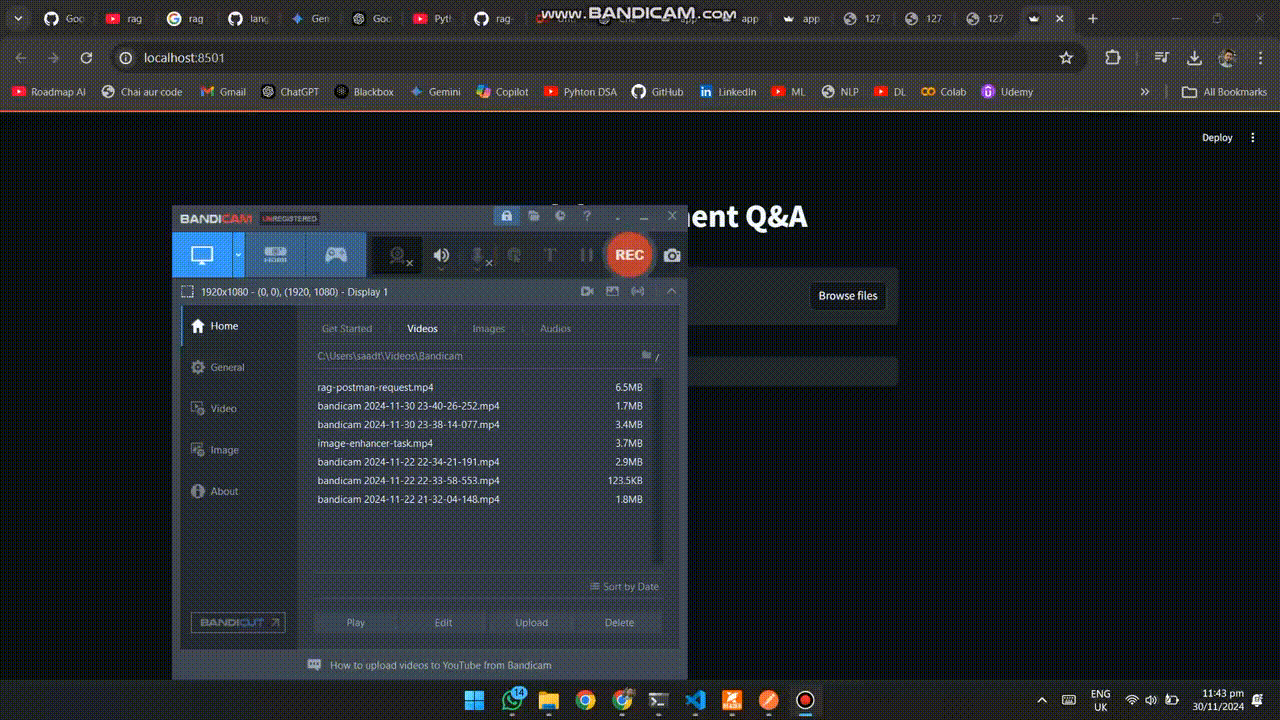 www.BANDICAM.com
Goo
rag
rag
lang
Gen
Goo
Pyth
rag
app
app
127
127
127
localhost:8501
Roadmap AI
Chai aur code
Gmail
ChatGPT
Blackbox
Gemini
Copilot
Pyhton DSA
GitHub
LinkedIn
ML
NLP
DL
Colab
Udemy
All Bookmarks
Deploy
ent Q&A
Browse files
BANDICAM UNREGISTERED
HDMI
REC
1920x1080 - (0, 0), (1920, 1080) - Display 1
Home
General
Video
Image
About
BANDICUT
Get Started
Videos
Images
Audios
C:\Users\saadt\Videos\Bandicam
rag-postman-request.mp4 6.5MB
bandicam 2024-11-30 23-40-26-252.mp4 1.7MB
bandicam 2024-11-30 23-38-14-077.mp4 3.4MB
image-enhancer-task.mp4 3.7MB
bandicam 2024-11-22 22-34-21-191.mp4 2.9MB
bandicam 2024-11-22 22-33-58-553.mp4 123.5KB
bandicam 2024-11-22 21-32-04-148.mp4 1.8MB
Sort by Date
Play
Edit
Upload
Delete
How to upload videos to YouTube from Bandicam
14
ENG
UK
11:43 pm
30/11/2024